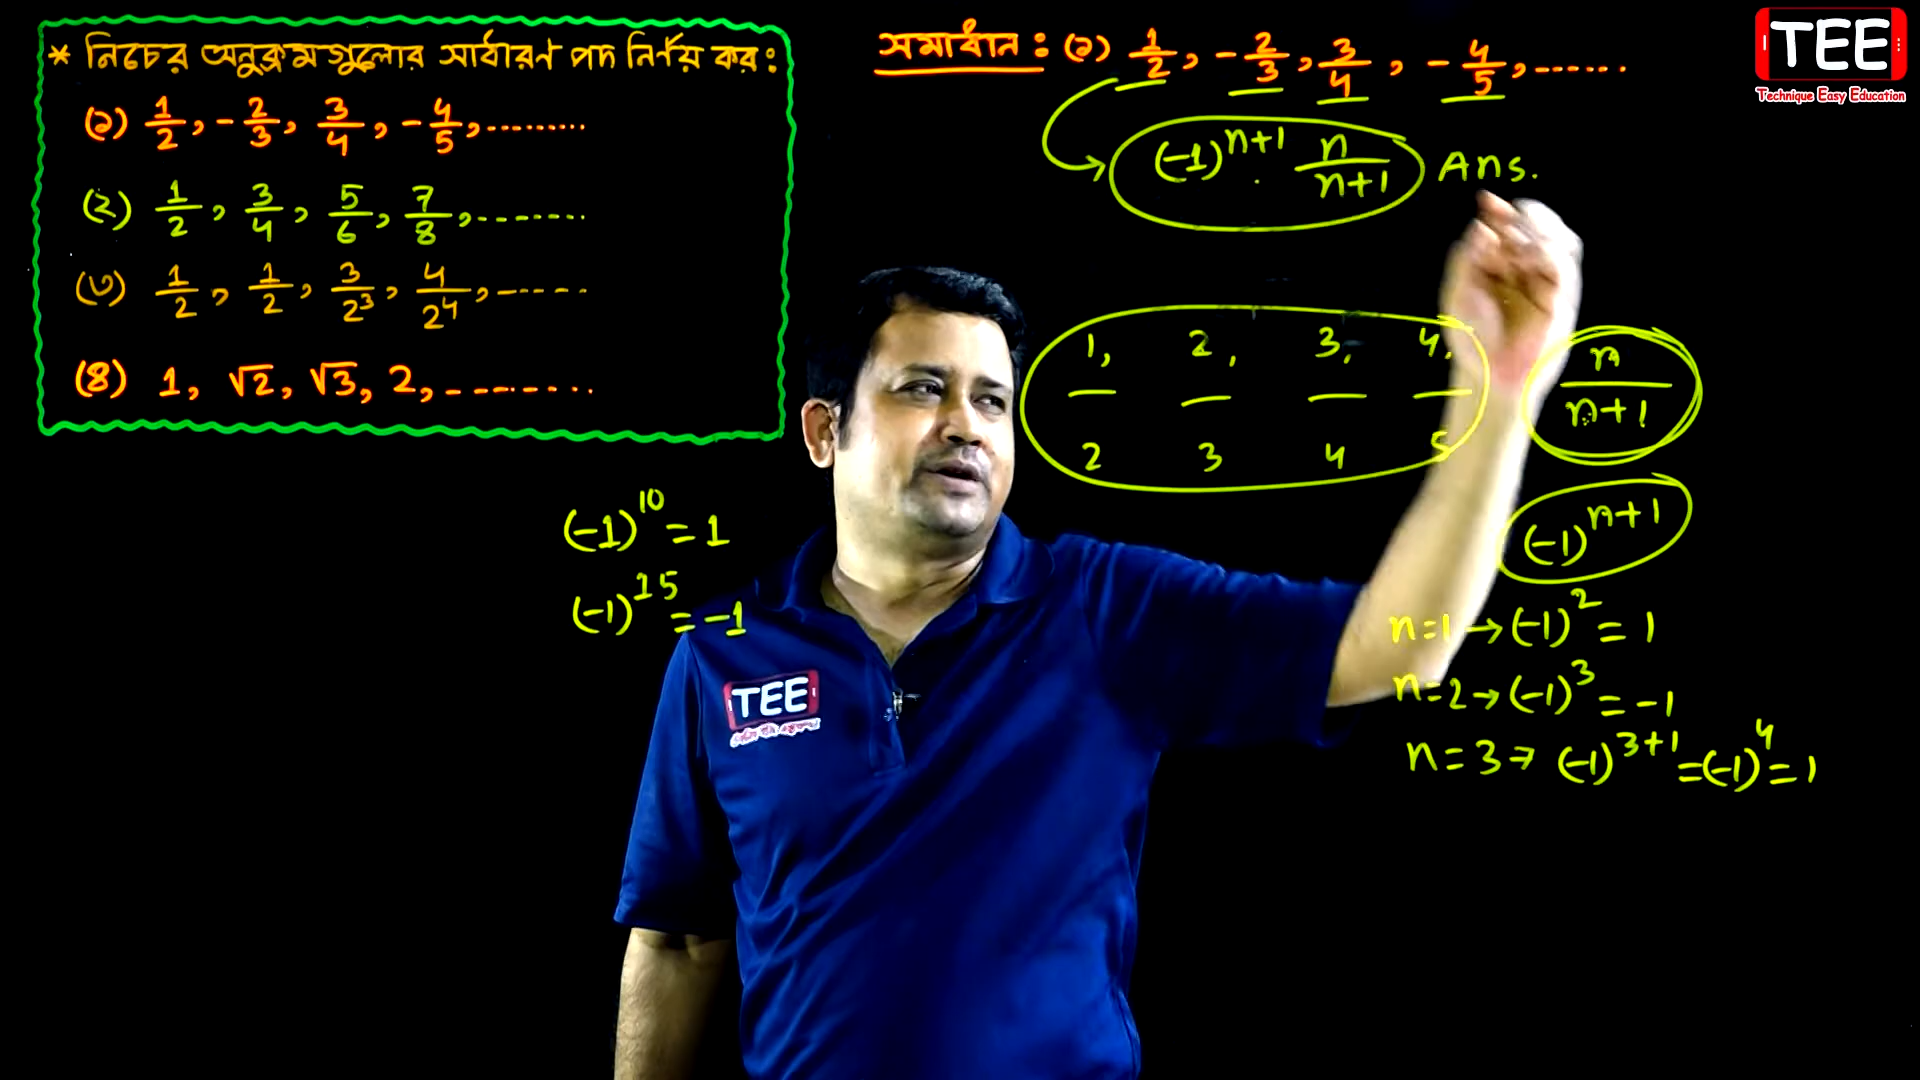 * নিচের অনুক্রমগুলোর সাধারণ পদ নির্ণয় কর:
(১) 1/2, -2/3, 3/4, -4/5, .........
(২) 1/2, 3/4, 5/6, 7/8, ........
(৩) 1/2, 1/2, 3/2³, 4/2⁴, ......
(৪) 1, √2, √3, 2, ........
সমাধান: (১) 1/2, -2/3, 3/4, -4/5, ......
(-1)ⁿ⁺¹ · n/n+1 Ans.
1, 2, 3, 4,
2 3 4 5
n/n+1
(-1)ⁿ⁺¹
n=1 → (-1)² = 1
n=2 → (-1)³ = -1
n=3 → (-1)³⁺¹ = (-1)⁴ = 1
(-1)¹⁰ = 1
(-1)¹⁵ = -1
TEE
Technique Easy Education
TEE